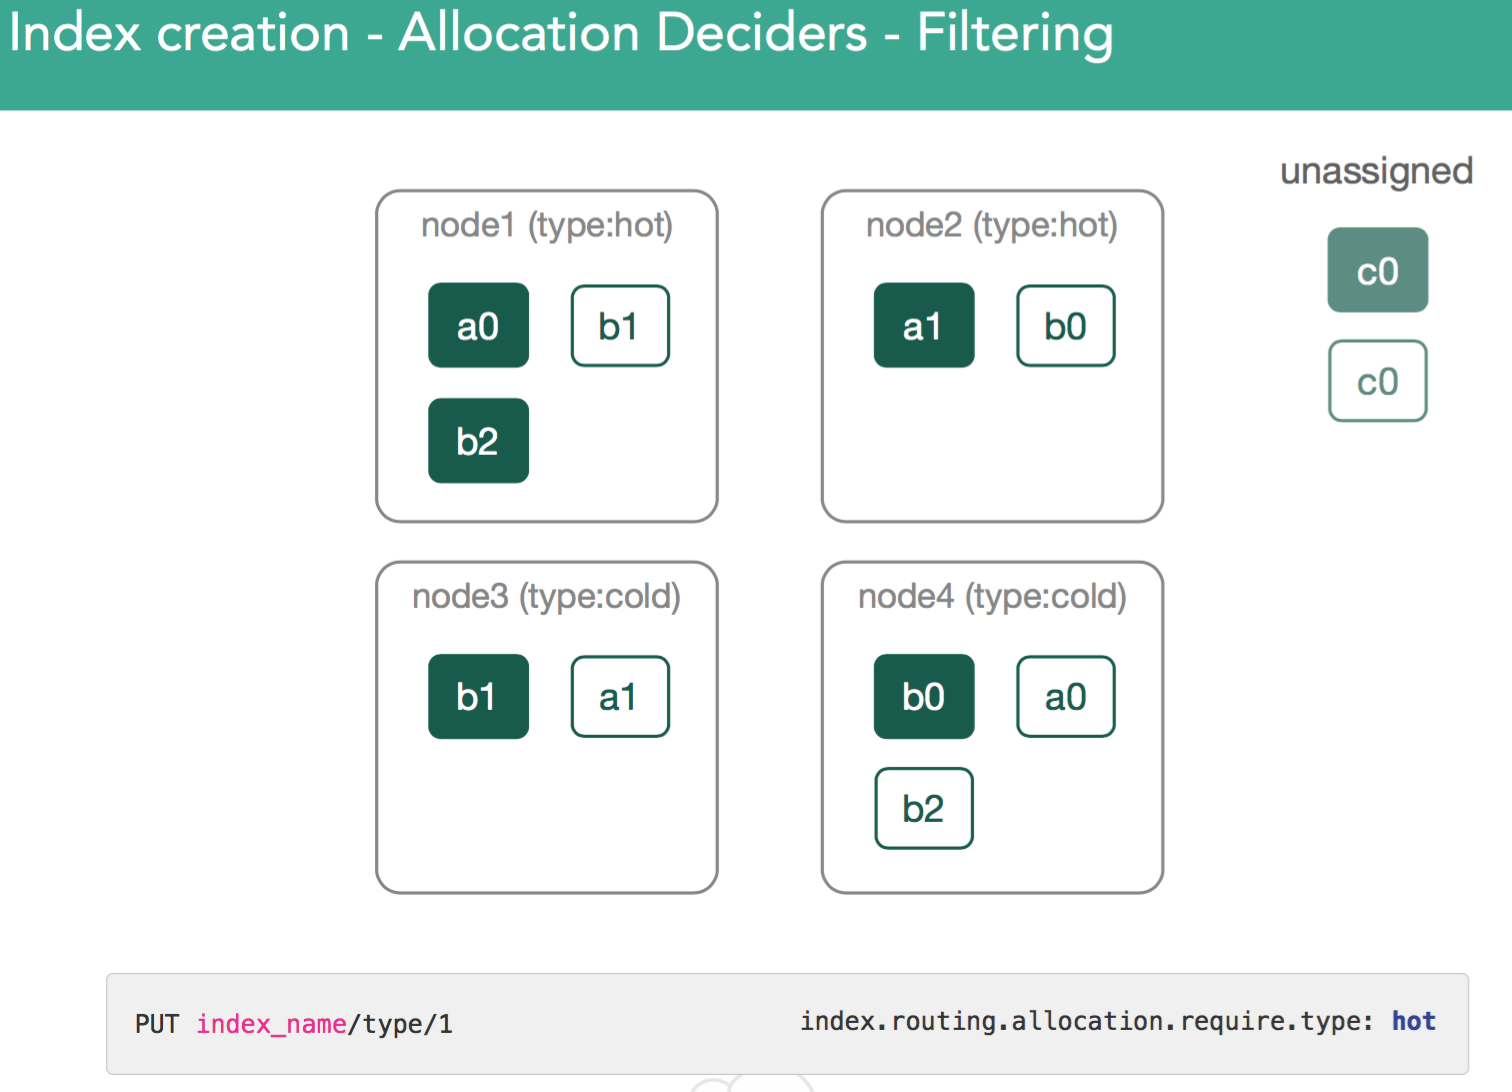 Index creation - Allocation Deciders - Filtering
unassigned
c0
c0
node1 (type:hot)
a0
b1
b2
node2 (type:hot)
a1
b0
node3 (type:cold)
b1
a1
node4 (type:cold)
b0
a0
b2
PUT index_name/type/1
index.routing.allocation.require.type: hot